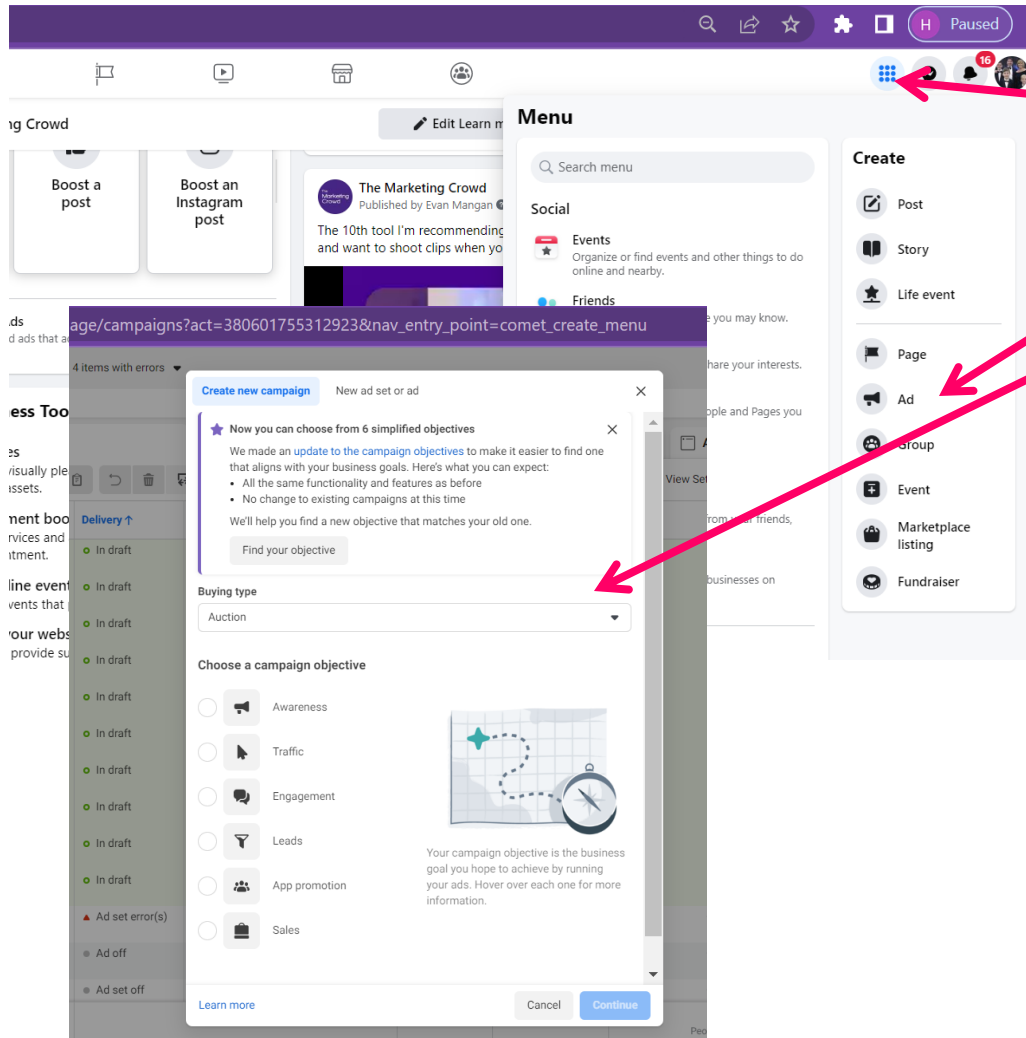 H Paused
16
ng Crowd
Edit Learn m
Menu
Search menu
Create
Boost a
post
Boost an
Instagram
post
The Marketing Crowd
Published by Evan Mangan
The 10th tool I'm recommending
and want to shoot clips when yo
Social
Events
Organize or find events and other things to do
online and nearby.
Friends
e you may know.
hare your interests.
ople and Pages you
from your friends,
businesses on
Post
Story
Life event
Page
Ad
Group
Event
Marketplace
listing
Fundraiser
ds
d ads that a
ess Too
es
visually ple
assets.
ment boo
rvices and
ntment.
line event
vents that
your webs
provide su
age/campaigns?act=380601755312923&nav_entry_point=comet_create_menu
4 items with errors
View Set
Delivery ↑
In draft
In draft
In draft
In draft
In draft
In draft
In draft
In draft
In draft
In draft
Ad set error(s)
Ad off
Ad set off
Peo
Create new campaign New ad set or ad
Now you can choose from 6 simplified objectives
We made an update to the campaign objectives to make it easier to find one
that aligns with your business goals. Here's what you can expect:
• All the same functionality and features as before
• No change to existing campaigns at this time
We'll help you find a new objective that matches your old one.
Find your objective
Buying type
Auction
Choose a campaign objective
Awareness
Traffic
Engagement
Leads
App promotion
Sales
Your campaign objective is the business
goal you hope to achieve by running
your ads. Hover over each one for more
information.
Learn more
Cancel
Continue